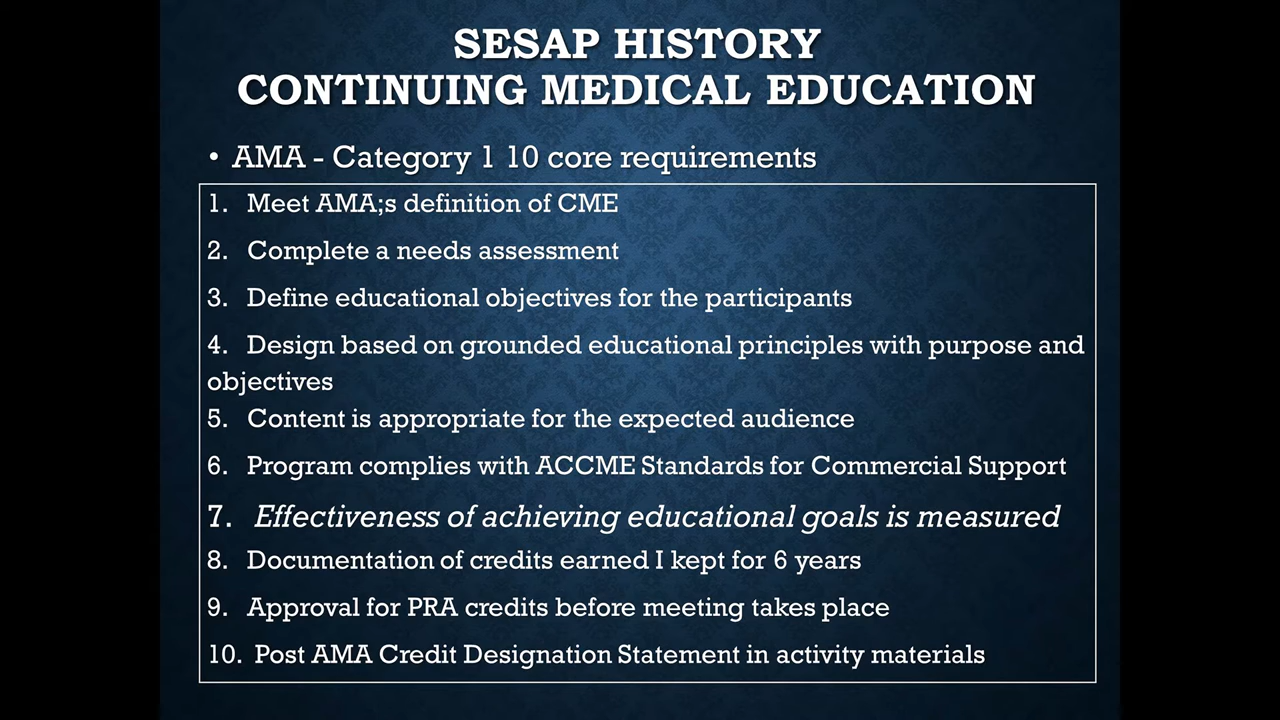 SESAP HISTORY
CONTINUING MEDICAL EDUCATION
• AMA - Category 1 10 core requirements
1. Meet AMA;s definition of CME
2. Complete a needs assessment
3. Define educational objectives for the participants
4. Design based on grounded educational principles with purpose and
objectives
5. Content is appropriate for the expected audience
6. Program complies with ACCME Standards for Commercial Support
7. Effectiveness of achieving educational goals is measured
8. Documentation of credits earned I kept for 6 years
9. Approval for PRA credits before meeting takes place
10. Post AMA Credit Designation Statement in activity materials